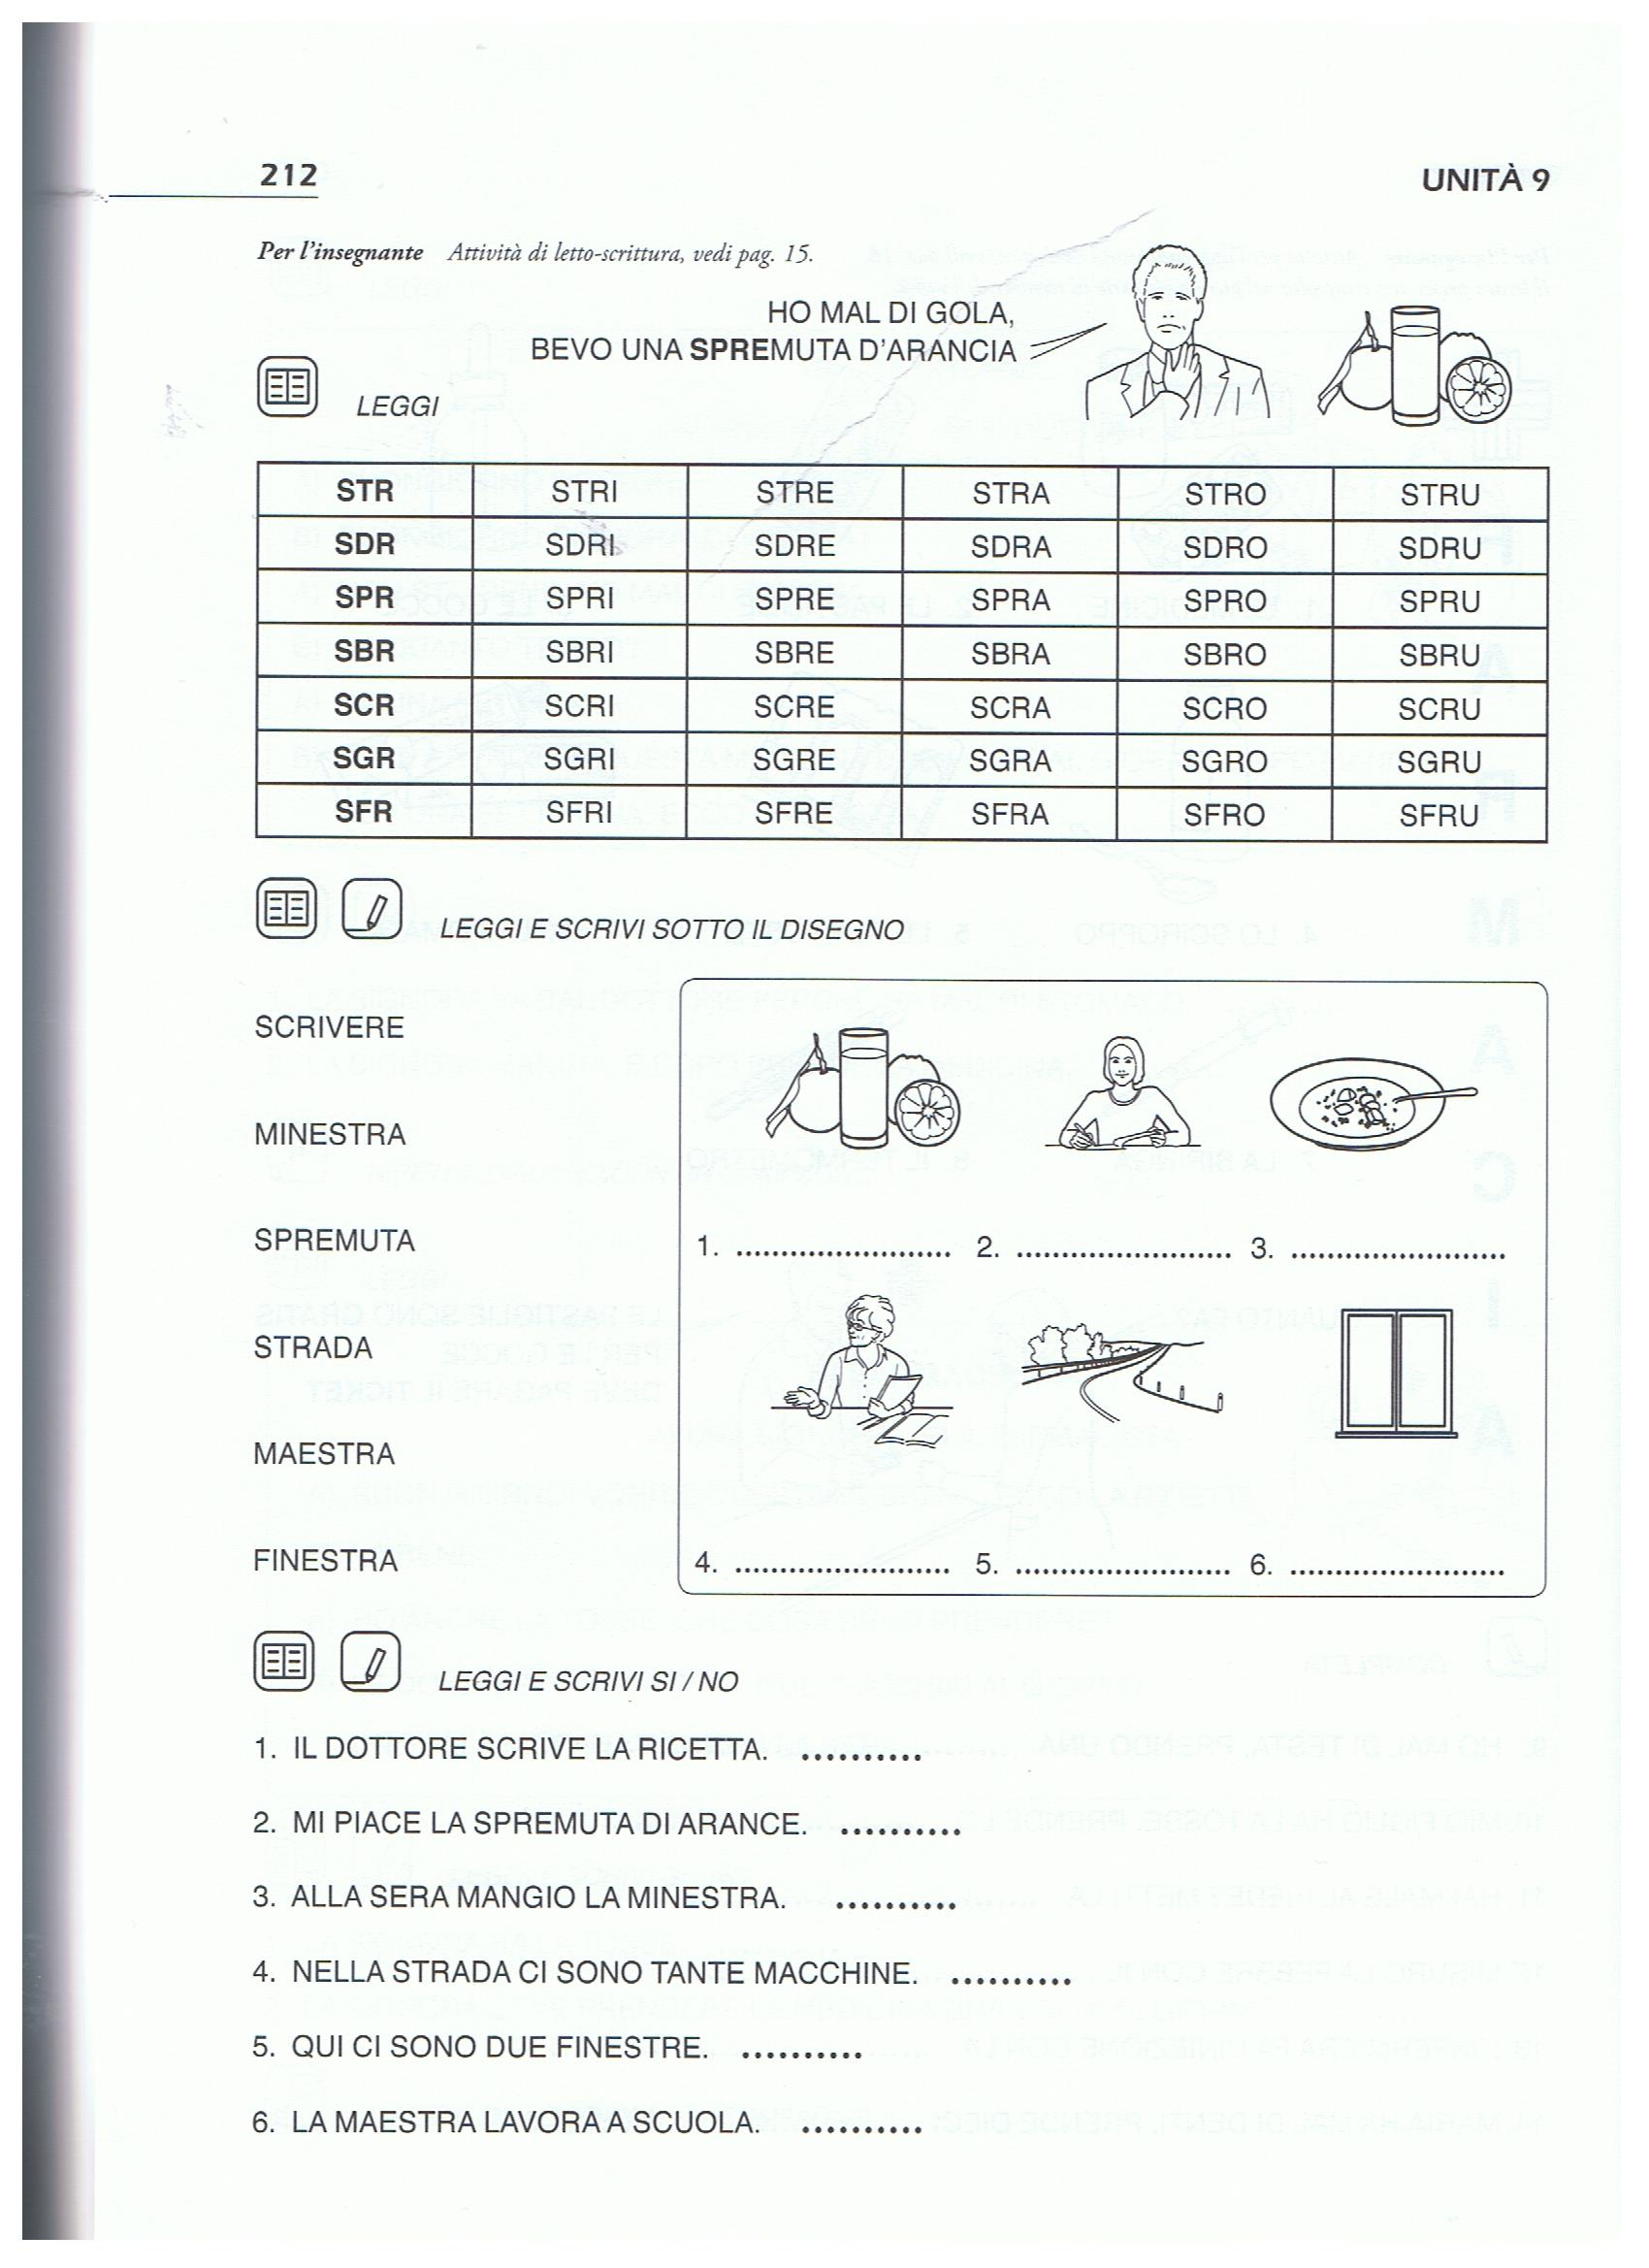 212
UNITÀ 9
Per l'insegnante Attività di letto-scrittura, vedi pag. 15.
HO MAL DI GOLA,
BEVO UNA SPREMUTA D'ARANCIA
LEGGI
STR STRI STRE STRA STRO STRU
SDR SDRI SDRE SDRA SDRO SDRU
SPR SPRI SPRE SPRA SPRO SPRU
SBR SBRI SBRE SBRA SBRO SBRU
SCR SCRI SCRE SCRA SCRO SCRU
SGR SGRI SGRE SGRA SGRO SGRU
SFR SFRI SFRE SFRA SFRO SFRU
LEGGI E SCRIVI SOTTO IL DISEGNO
SCRIVERE
MINESTRA
SPREMUTA
STRADA
MAESTRA
FINESTRA
1. ........................ 2. ........................ 3. ........................
4. ........................ 5. ........................ 6. ........................
LEGGI E SCRIVI SI / NO
1. IL DOTTORE SCRIVE LA RICETTA. ..........
2. MI PIACE LA SPREMUTA DI ARANCE. ..........
3. ALLA SERA MANGIO LA MINESTRA. ..........
4. NELLA STRADA CI SONO TANTE MACCHINE. ..........
5. QUI CI SONO DUE FINESTRE. ..........
6. LA MAESTRA LAVORA A SCUOLA. ..........